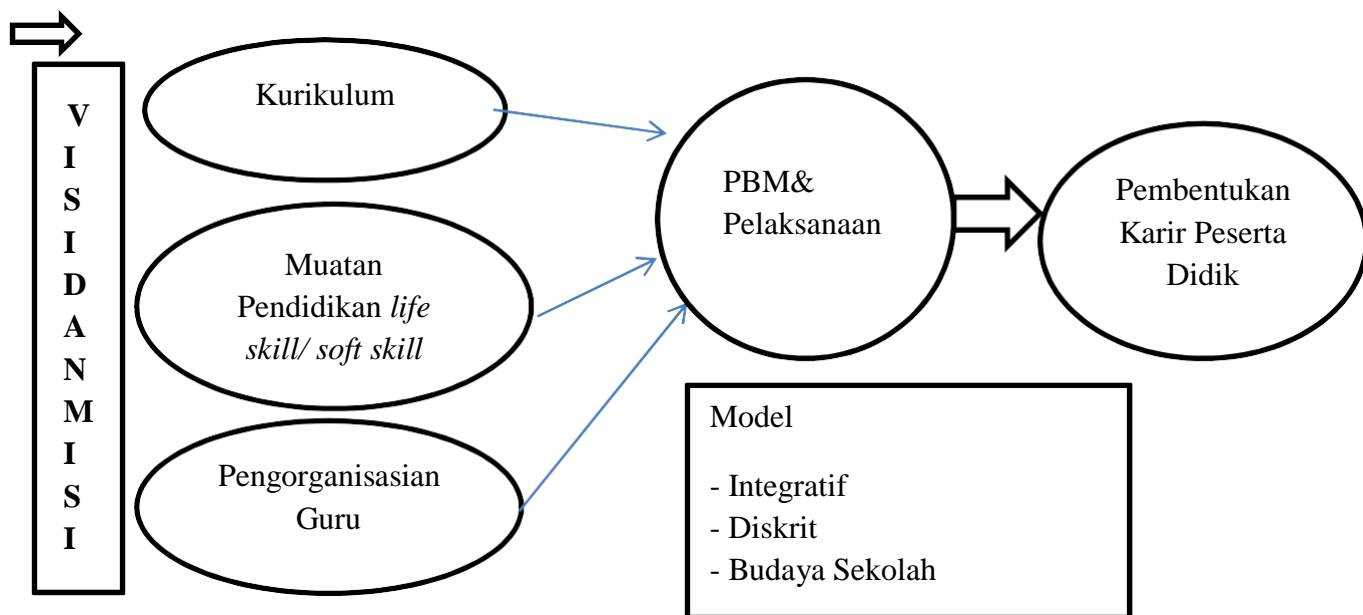 VISIDANMISI
Kurikulum
Muatan
Pendidikan life
skill/ soft skill
Pengorganisasian
Guru
PBM&
Pelaksanaan
Pembentukan
Karir Peserta
Didik
Model
- Integratif
- Diskrit
- Budaya Sekolah